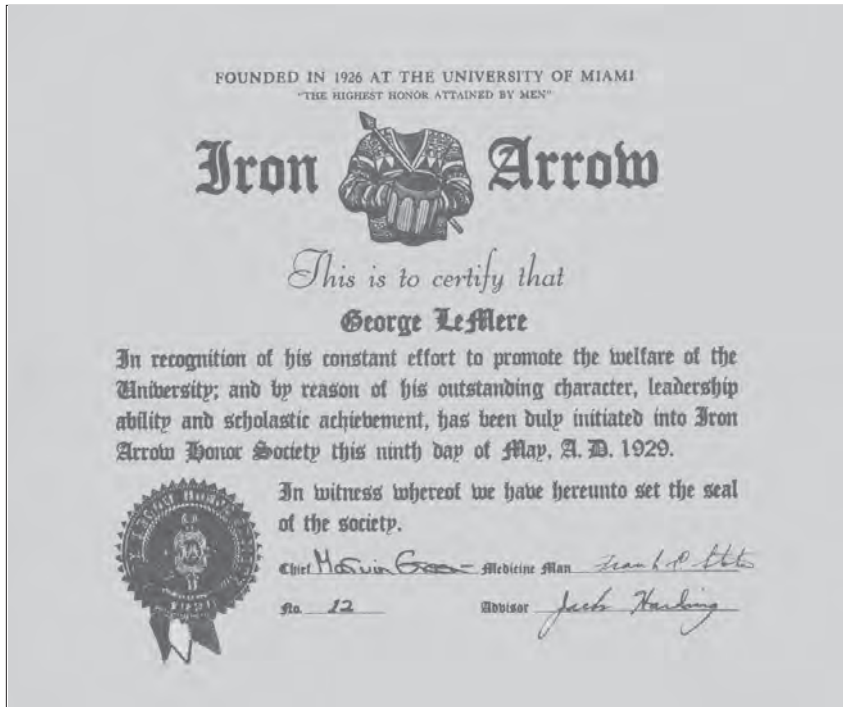 FOUNDED IN 1926 AT THE UNIVERSITY OF MIAMI
"THE HIGHEST HONOR ATTAINED BY MEN"
Iron Arrow
This is to certify that
George LeMere
In recognition of his constant effort to promote the welfare of the
University; and by reason of his outstanding character, leadership
ability and scholastic achievement, has been duly initiated into Iron
Arrow Honor Society this ninth day of May, A. D. 1929.
In witness whereof we have hereunto set the seal
of the society.
Chief Medicine Man Frank
No. 12 Advisor Jack Harding